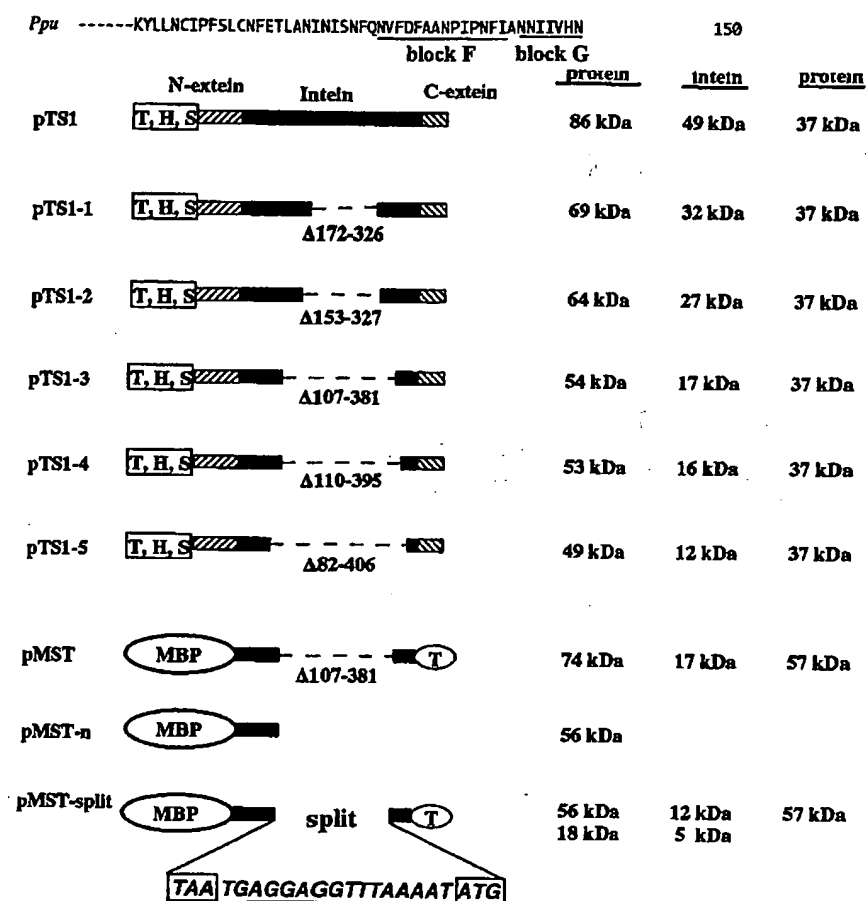 Ppu ------KYLLNCIPFSLCNFETLANINISNFQNVFDFAANPIPNFIANNIIVHN 150
block F block G
protein intein protein
N-extein Intein C-extein
pTS1 T, H, S 86 kDa 49 kDa 37 kDa
pTS1-1 T, H, S 69 kDa 32 kDa 37 kDa
Δ172-326
pTS1-2 T, H, S 64 kDa 27 kDa 37 kDa
Δ153-327
pTS1-3 T, H, S 54 kDa 17 kDa 37 kDa
Δ107-381
pTS1-4 T, H, S 53 kDa 16 kDa 37 kDa
Δ110-395
pTS1-5 T, H, S 49 kDa 12 kDa 37 kDa
Δ82-406
pMST MBP T 74 kDa 17 kDa 57 kDa
Δ107-381
pMST-n MBP 56 kDa
pMST-split MBP split T 56 kDa 12 kDa 57 kDa
18 kDa 5 kDa
TAA TGAGGAGGTTTAAAAT ATG